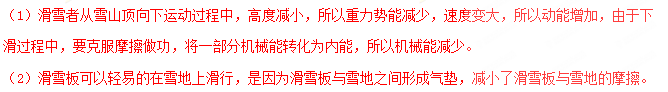 （1）滑雪者从雪山顶向下运动过程中，高度减小，所以重力势能减少，速度变大，所以动能增加，由于下
滑过程中，要克服摩擦做功，将一部分机械能转化为内能，所以机械能减少。
（2）滑雪板可以轻易的在雪地上滑行，是因为滑雪板与雪地之间形成气垫，减小了滑雪板与雪地的摩擦。